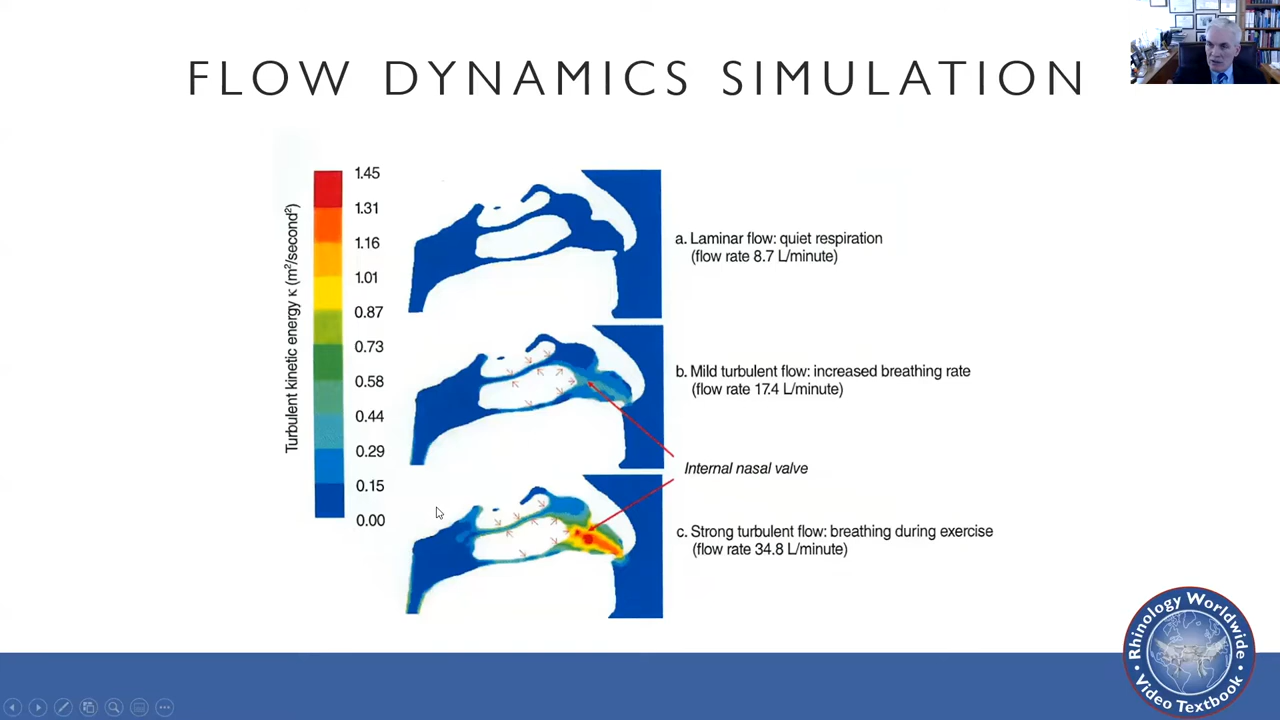 FLOW DYNAMICS SIMULATION
Turbulent kinetic energy κ (m²/second²)
1.45
1.31
1.16
1.01
0.87
0.73
0.58
0.44
0.29
0.15
0.00
a. Laminar flow: quiet respiration
(flow rate 8.7 L/minute)
b. Mild turbulent flow: increased breathing rate
(flow rate 17.4 L/minute)
Internal nasal valve
c. Strong turbulent flow: breathing during exercise
(flow rate 34.8 L/minute)
Rhinology Worldwide
• Video Textbook •